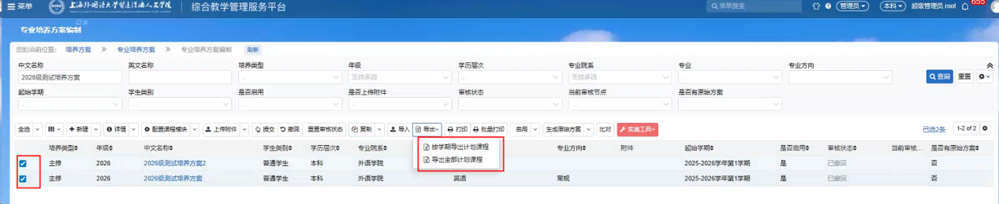 菜单 上海外国语大学贤达经济人文学院 综合教学管理服务平台 菜单搜索 管理员 本科 超级管理员 root 655
专业培养方案编制
您的当前位置： 培养方案 » 专业培养方案 » 专业培养方案编制 刷新
中文名称 英文名称 培养类型 年级 学历层次 专业院系 专业 专业方向
2026级测试培养方案 ... 支持多选 ... 支持多选 ... 查询 重置
起始学期 学生类别 是否启用 是否上传附件 审核状态 当前审核节点 是否有原始方案
... ... ... ... ... ... ...
全选 新建 详情 配置课程模块 上传附件 提交 撤回 重置审核状态 复制 导入 导出 打印 批量打印 启用 生成原始方案 比对 实施工具 已选2条 1-2 of 2
培养类型 年级 中文名称 学生类别 学历层次 专业院系 专业方向 附件 起始学期 是否启用 审核状态 当前审核... 是否有原始方案
按学期导出计划课程
导出全部计划课程
主修 2026 2026级测试培养方案2 普通学生 本科 外语学院 2025-2026学年第1学期 是 已撤回 否
主修 2026 2026级测试培养方案 普通学生 本科 外语学院 英语 常规 2025-2026学年第1学期 是 已撤回 否